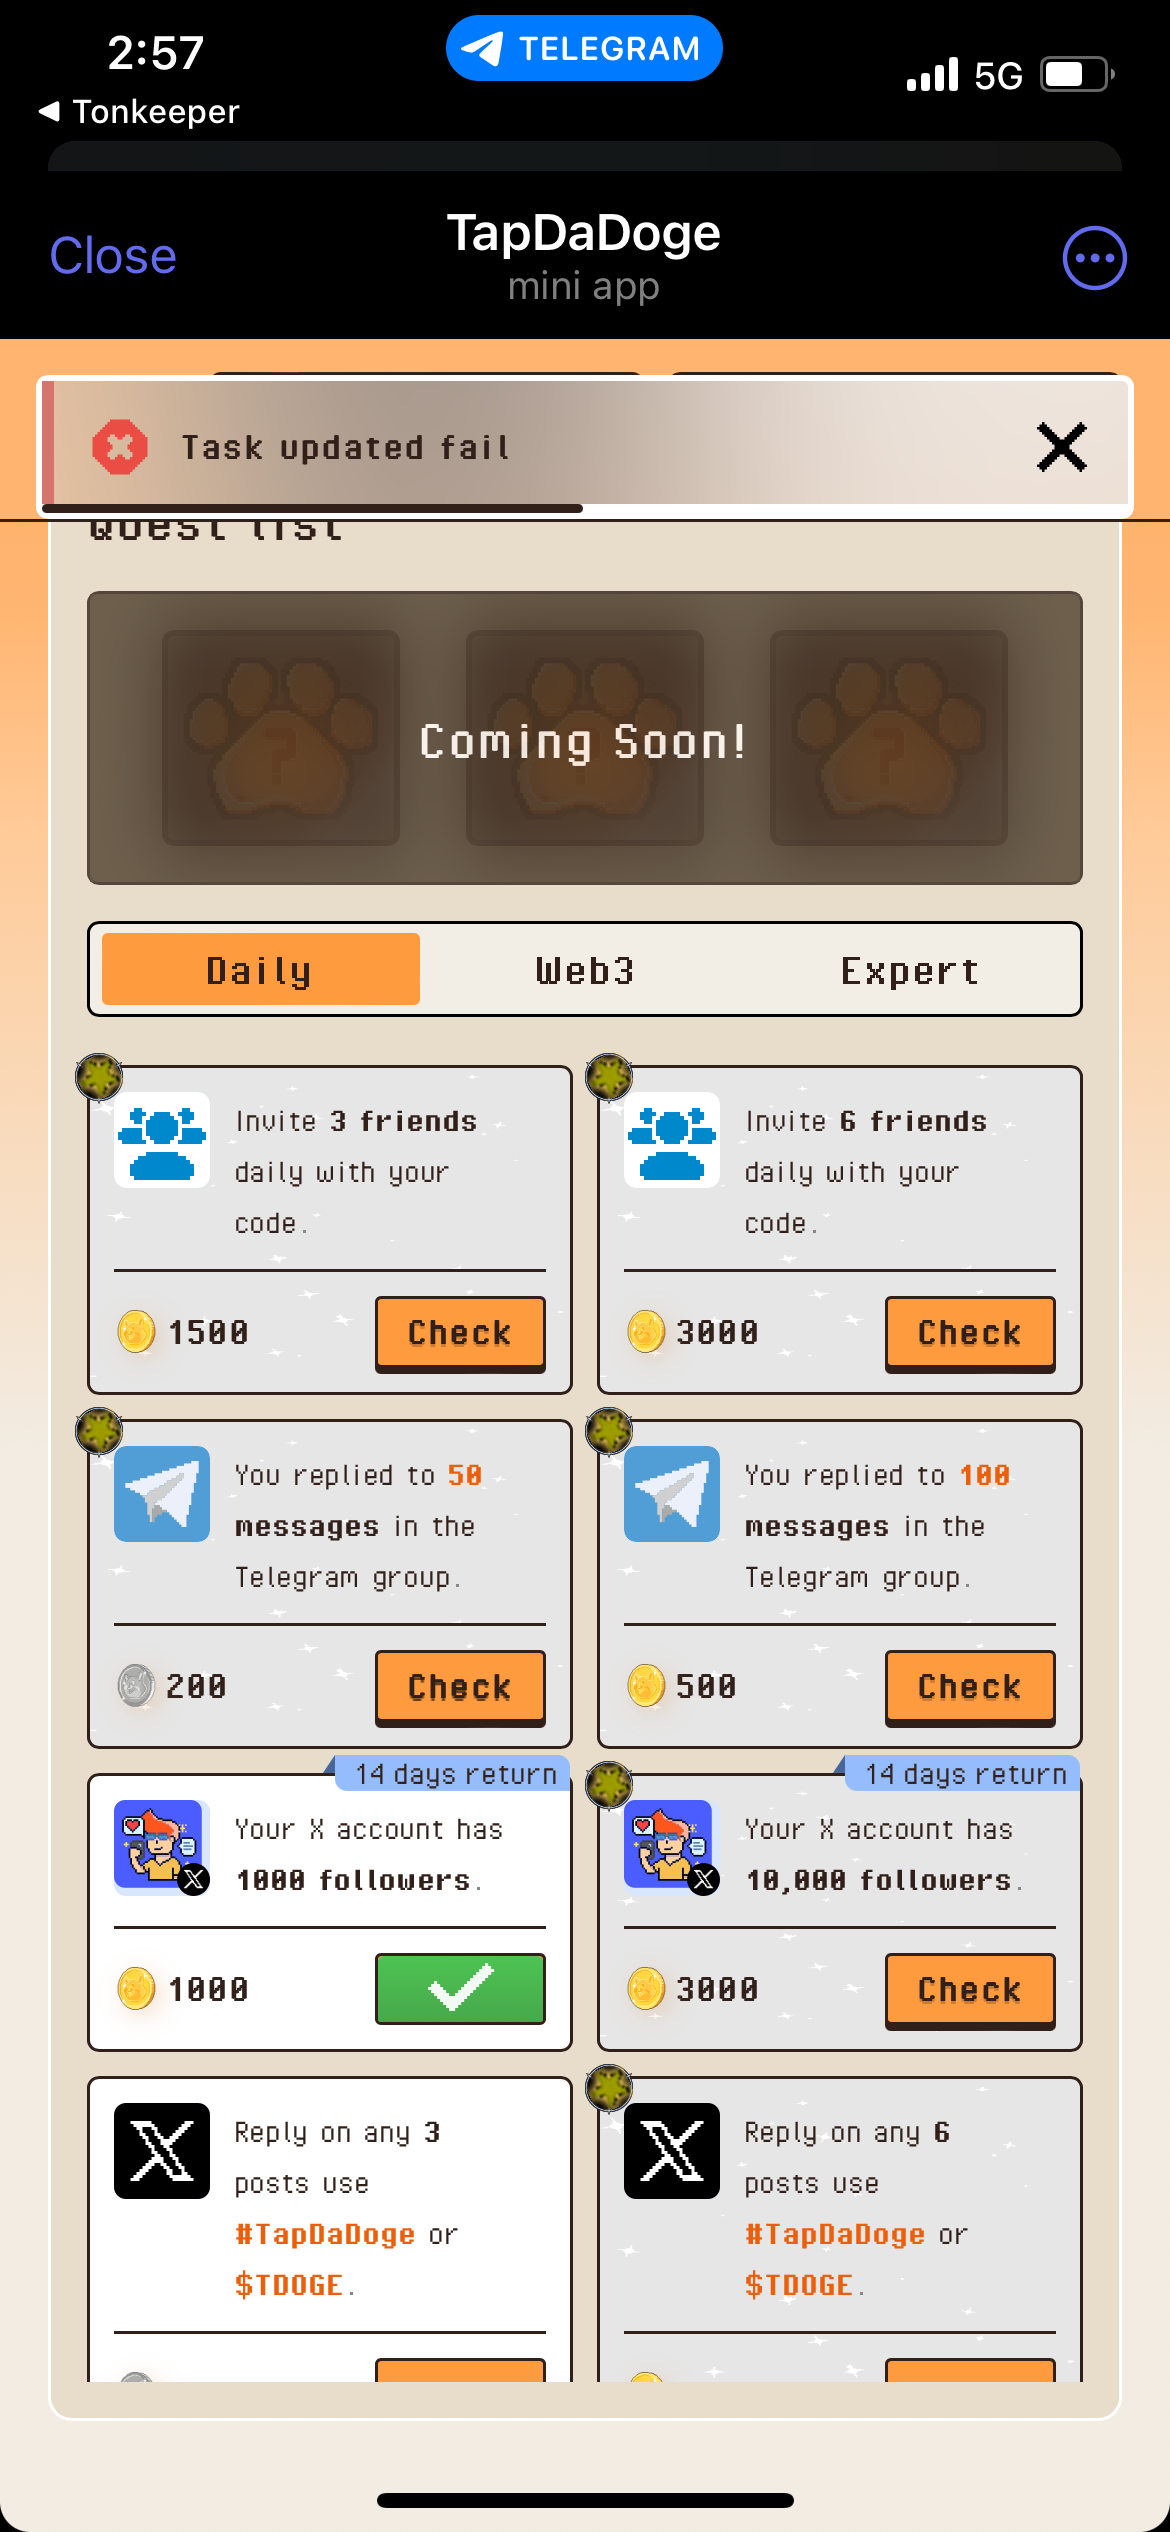 2:57
TELEGRAM
5G
Tonkeeper
Close
TapDaDoge
mini app
Task updated fail
Quest list
Coming Soon!
Daily
Web3
Expert
Invite 3 friends
daily with your
code.
1500
Check
Invite 6 friends
daily with your
code.
3000
Check
You replied to 50
messages in the
Telegram group.
200
Check
You replied to 100
messages in the
Telegram group.
500
Check
14 days return
Your X account has
1000 followers.
1000
14 days return
Your X account has
10,000 followers.
3000
Check
Reply on any 3
posts use
#TapDaDoge or
$TDOGE.
Reply on any 6
posts use
#TapDaDoge or
$TDOGE.